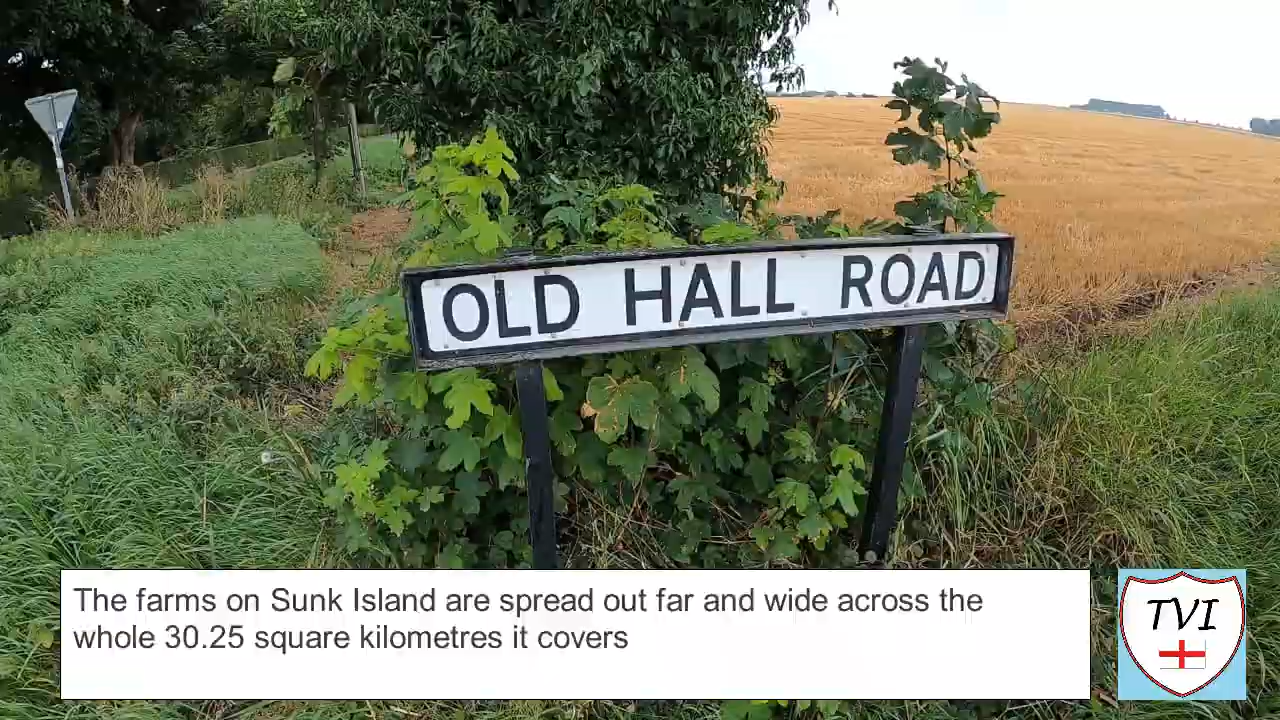 OLD HALL ROAD
The farms on Sunk Island are spread out far and wide across the
whole 30.25 square kilometres it covers
TVI